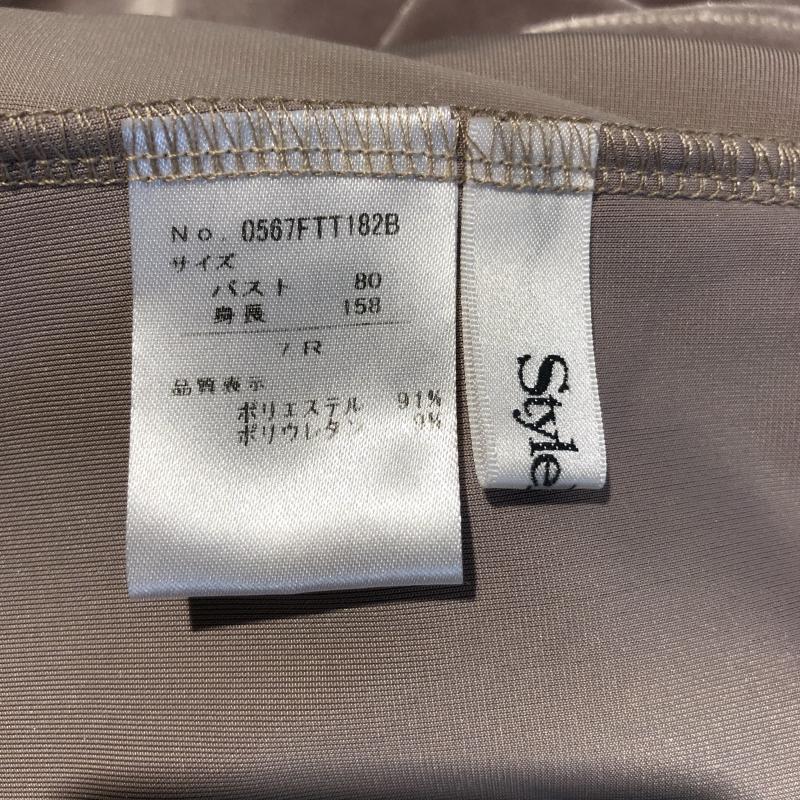 No. 0567FTT182B
サイズ
バスト 80
身長 158
7R
品質表示
ポリエステル 91%
ポリウレタン 9%
Style